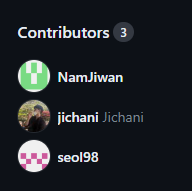 Contributors 3
NamJiwan
jichani Jichani
seol98